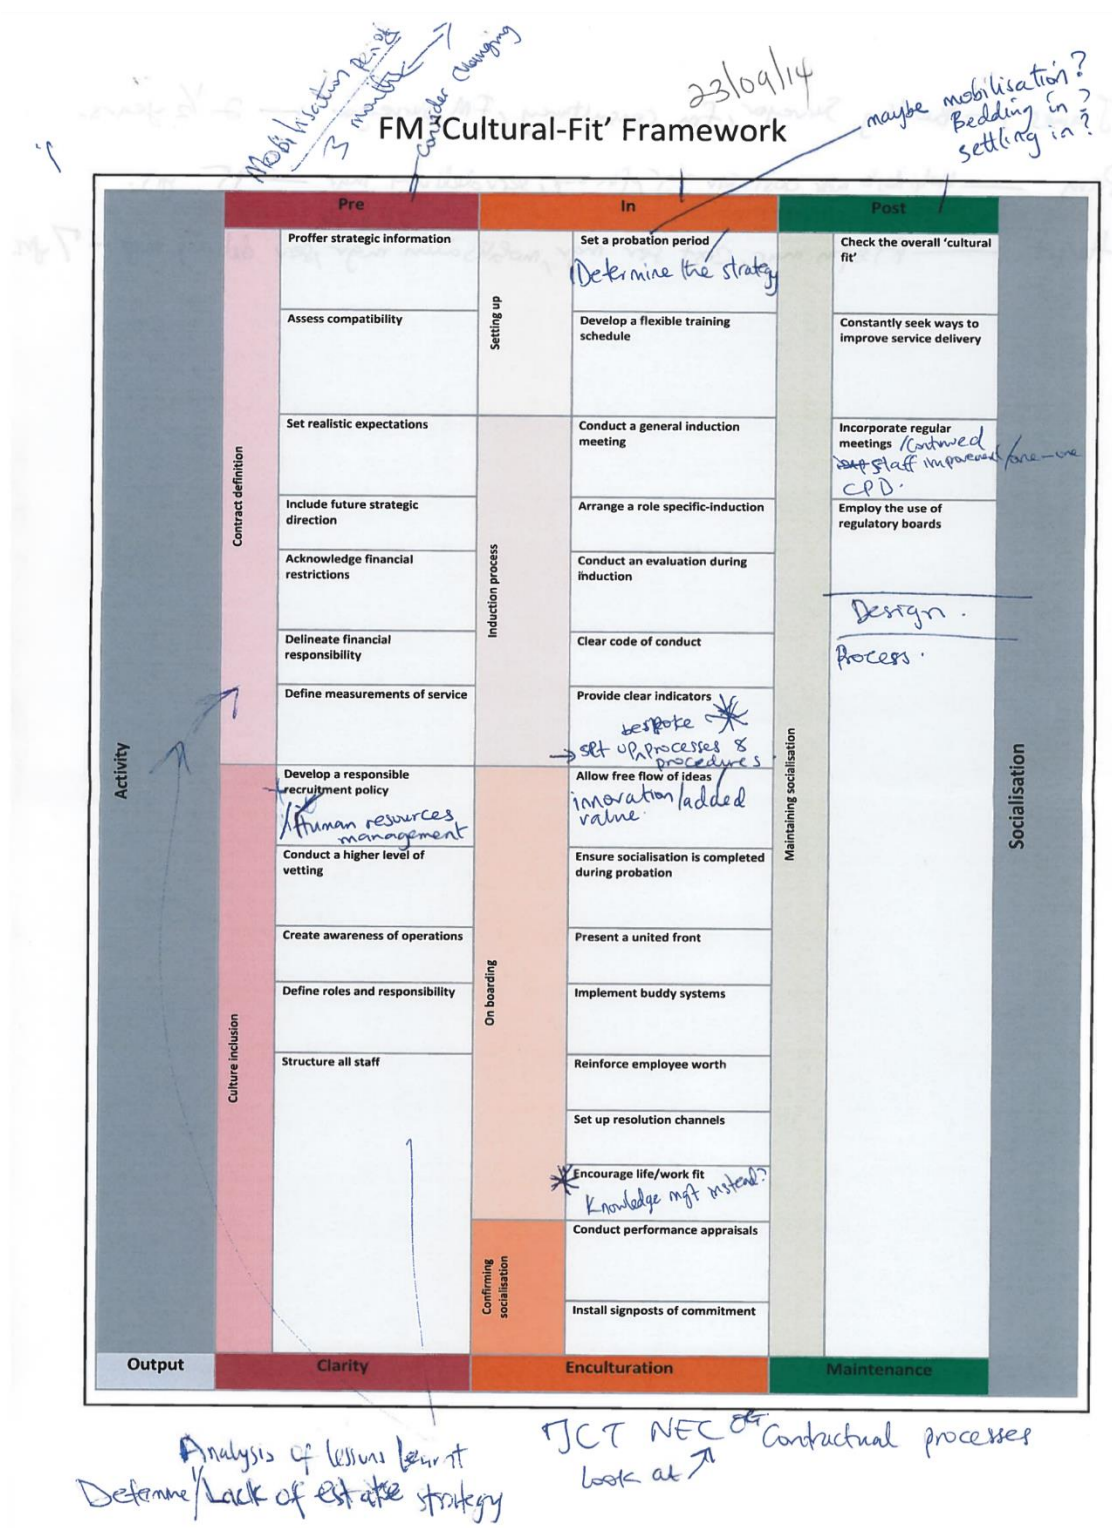 Mobilisation period
3 months
consider changing
23/09/14
maybe mobilisation?
Bedding in?
settling in?
FM 'Cultural-Fit' Framework
Pre
In
Post
Activity
Contract definition
Proffer strategic information
Assess compatibility
Set realistic expectations
Include future strategic
direction
Acknowledge financial
restrictions
Delineate financial
responsibility
Define measurements of service
Culture inclusion
Develop a responsible
recruitment policy
/Human resources
management
Conduct a higher level of
vetting
Create awareness of operations
Define roles and responsibility
Structure all staff
Setting up
Set a probation period
Determine the strategy
Develop a flexible training
schedule
Induction process
Conduct a general induction
meeting
Arrange a role specific-induction
Conduct an evaluation during
induction
Clear code of conduct
Provide clear indicators
bespoke
set up processes &
procedures
On boarding
Allow free flow of ideas /
innovation/added
value.
Ensure socialisation is completed
during probation
Present a united front
Implement buddy systems
Reinforce employee worth
Set up resolution channels
Encourage life/work fit
Knowledge mgt instead?
Confirming
socialisation
Conduct performance appraisals
Install signposts of commitment
Maintaining socialisation
Check the overall 'cultural
fit'
Constantly seek ways to
improve service delivery
Incorporate regular
meetings /Continued
staff /one-one
CPD.
Employ the use of
regulatory boards
Design.
Process.
Socialisation
Output
Clarity
Enculturation
Maintenance
Analysis of lessons learnt
Determine/Lack of estate strategy
JCT NEC Contractual processes
look at